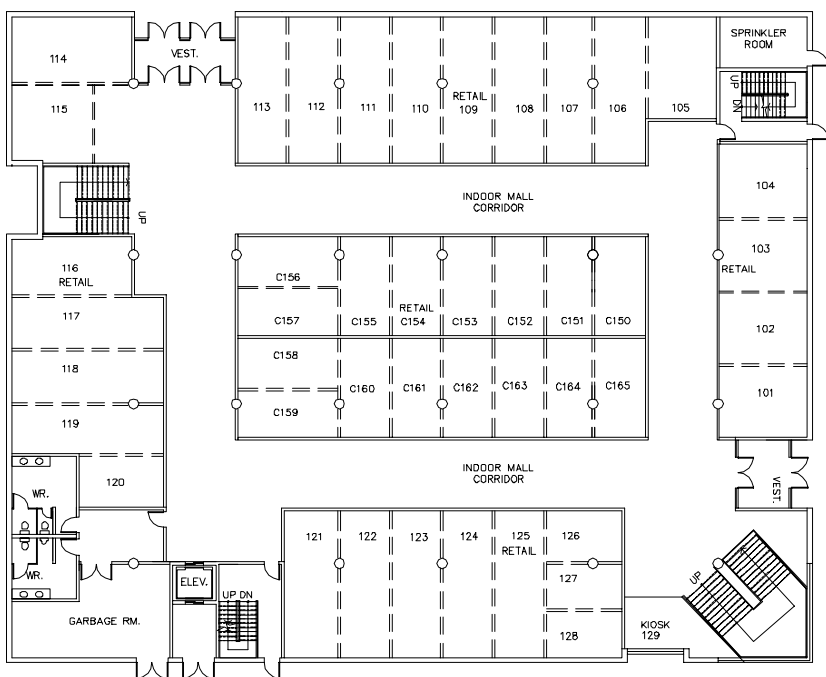 114
VEST.
SPRINKLER
ROOM
115
113
112
111
110
RETAIL
109
108
107
106
105
UP
DN
UP
INDOOR MALL
CORRIDOR
104
103
RETAIL
102
101
116
RETAIL
117
118
119
120
C156
C157
C155
RETAIL
C154
C153
C152
C151
C150
C158
C159
C160
C161
C162
C163
C164
C165
INDOOR MALL
CORRIDOR
VEST.
WR.
WR.
GARBAGE RM.
ELEV.
UP DN
121
122
123
124
125
RETAIL
126
127
128
UP
KIOSK
129